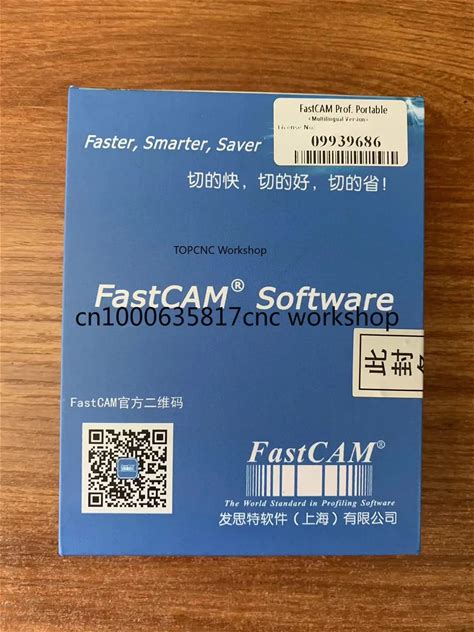 FastCAM Prof. Portable
<Multilingual Version>
License No:
09939686
Faster, Smarter, Saver
切的快，切的好，切的省！
TOPCNC Workshop
FastCAM® Software
cn1000635817cnc workshop
此封
FastCAM官方二维码
FastCAM®
The World Standard in Profiling Software
发思特软件（上海）有限公司